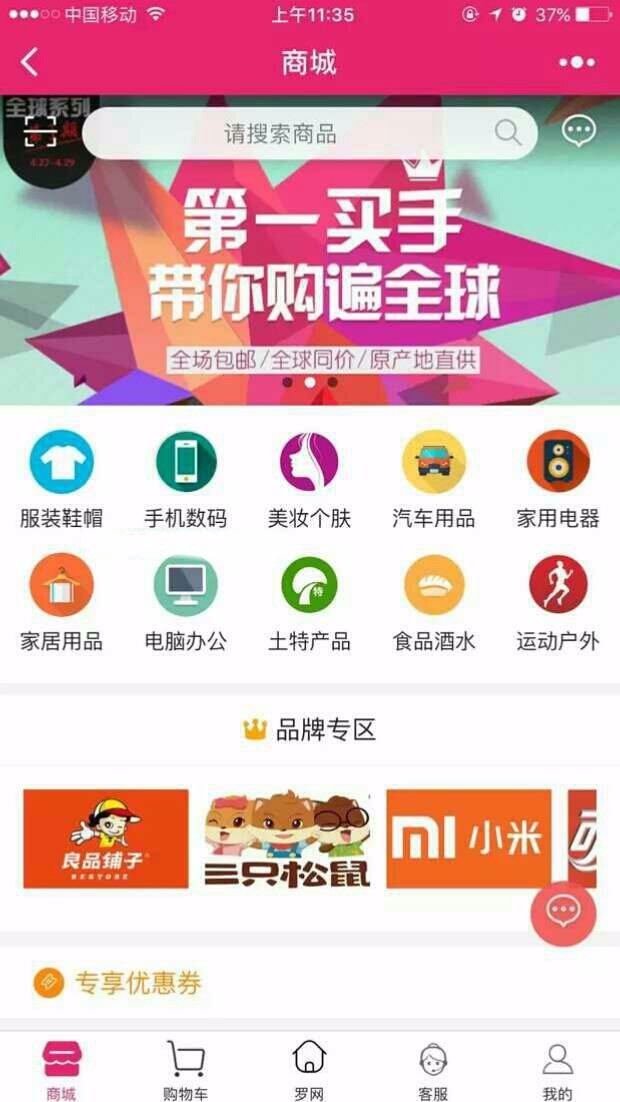 中国移动
上午11:35
37%
商城
全球系列
4.27-4.29
请搜索商品
第一买手
带你购遍全球
全场包邮/全球同价/原产地直供
服装鞋帽
手机数码
美妆个肤
汽车用品
家用电器
家居用品
电脑办公
特
土特产品
食品酒水
运动户外
品牌专区
良品铺子
BESTORE
三只松鼠
mi 小米
专享优惠券
商城
购物车
罗网
客服
我的